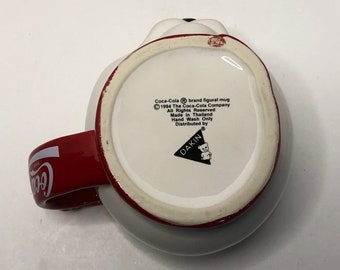 Coca-Cola ® brand figural mug
© 1994 The Coca-Cola Company
All Rights Reserved
Made in Thailand
Hand Wash Only
Distributed by
DAKIN